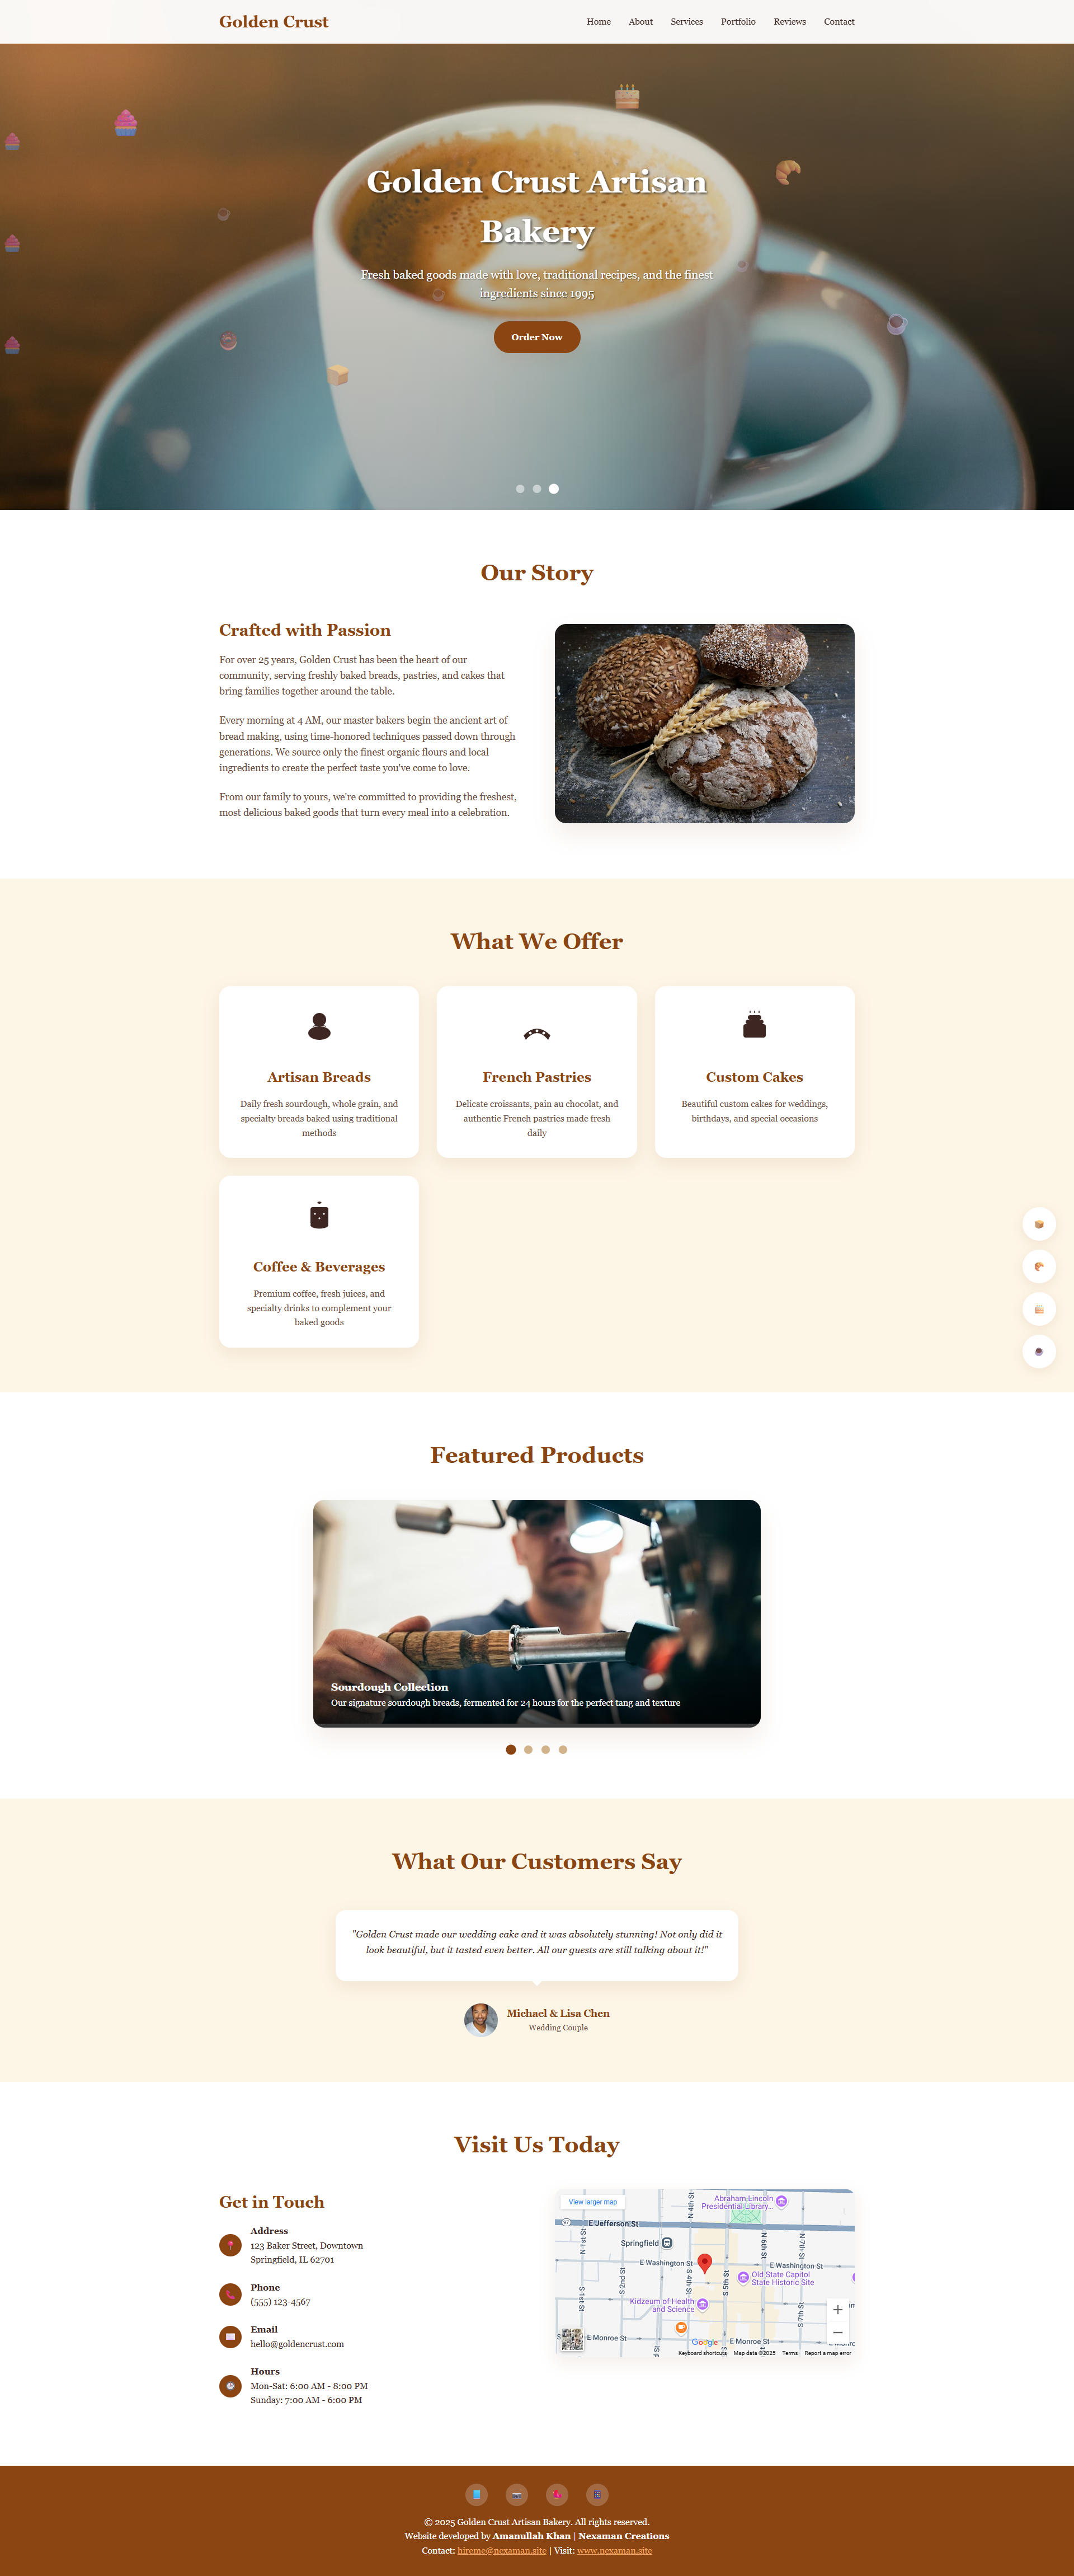 Golden Crust
Home About Services Portfolio Reviews Contact
Golden Crust Artisan
Bakery
Fresh baked goods made with love, traditional recipes, and the finest
ingredients since 1995
Order Now
Our Story
Crafted with Passion
For over 25 years, Golden Crust has been the heart of our
community, serving freshly baked breads, pastries, and cakes that
bring families together around the table.
Every morning at 4 AM, our master bakers begin the ancient art of
bread making, using time-honored techniques passed down through
generations. We source only the finest organic flours and local
ingredients to create the perfect taste you've come to love.
From our family to yours, we're committed to providing the freshest,
most delicious baked goods that turn every meal into a celebration.
What We Offer
Artisan Breads
Daily fresh sourdough, whole grain, and
specialty breads baked using traditional
methods
French Pastries
Delicate croissants, pain au chocolat, and
authentic French pastries made fresh
daily
Custom Cakes
Beautiful custom cakes for weddings,
birthdays, and special occasions
Coffee & Beverages
Premium coffee, fresh juices, and
specialty drinks to complement your
baked goods
Featured Products
Sourdough Collection
Our signature sourdough breads, fermented for 24 hours for the perfect tang and texture
What Our Customers Say
"Golden Crust made our wedding cake and it was absolutely stunning! Not only did it
look beautiful, but it tasted even better. All our guests are still talking about it!"
Michael & Lisa Chen
Wedding Couple
Visit Us Today
Get in Touch
Address
123 Baker Street, Downtown
Springfield, IL 62701
Phone
(555) 123-4567
Email
hello@goldencrust.com
Hours
Mon-Sat: 6:00 AM - 8:00 PM
Sunday: 7:00 AM - 6:00 PM
View larger map
Abraham Lincoln
Presidential Library...
97
E Jefferson St
N 1st St
N 4th St
N 6th St
N 7th St
Springfield
E Washington St
E Washington St
S 2nd St
S 4th St
S 5th St
Old State Capitol
State Historic Site
S 1st St
Kidzeum of Health
and Science
S 7th St
E Monroe St
Google
E Monroe St
Keyboard shortcuts Map data ©2025 Terms Report a map error
© 2025 Golden Crust Artisan Bakery. All rights reserved.
Website developed by Amanullah Khan | Nexaman Creations
Contact: hireme@nexaman.site | Visit: www.nexaman.site